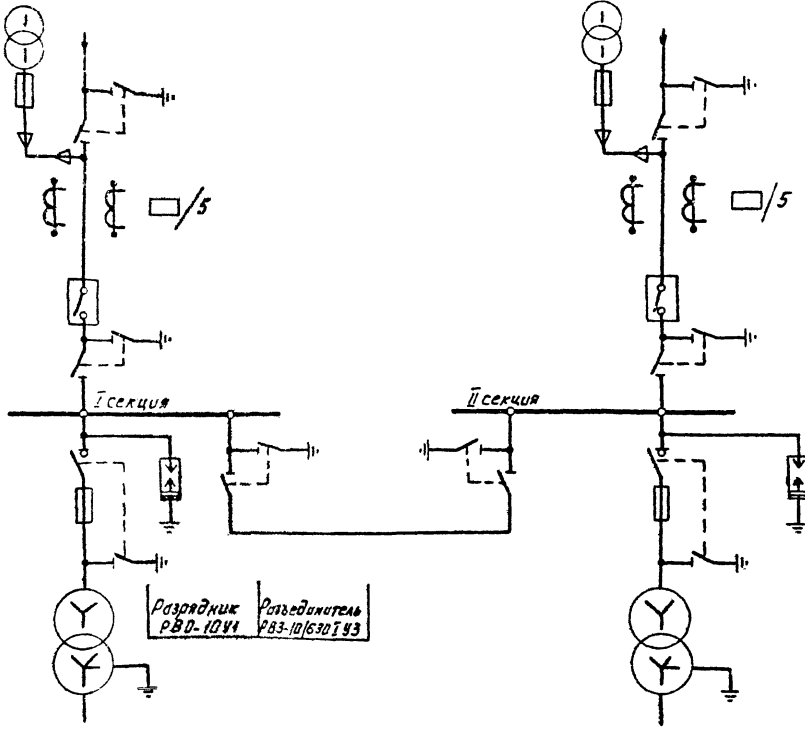 □/5
□/5
I секция
II секция
Разрядник
РВО-10У1
Разъединитель
РВЗ-10/630 I У3